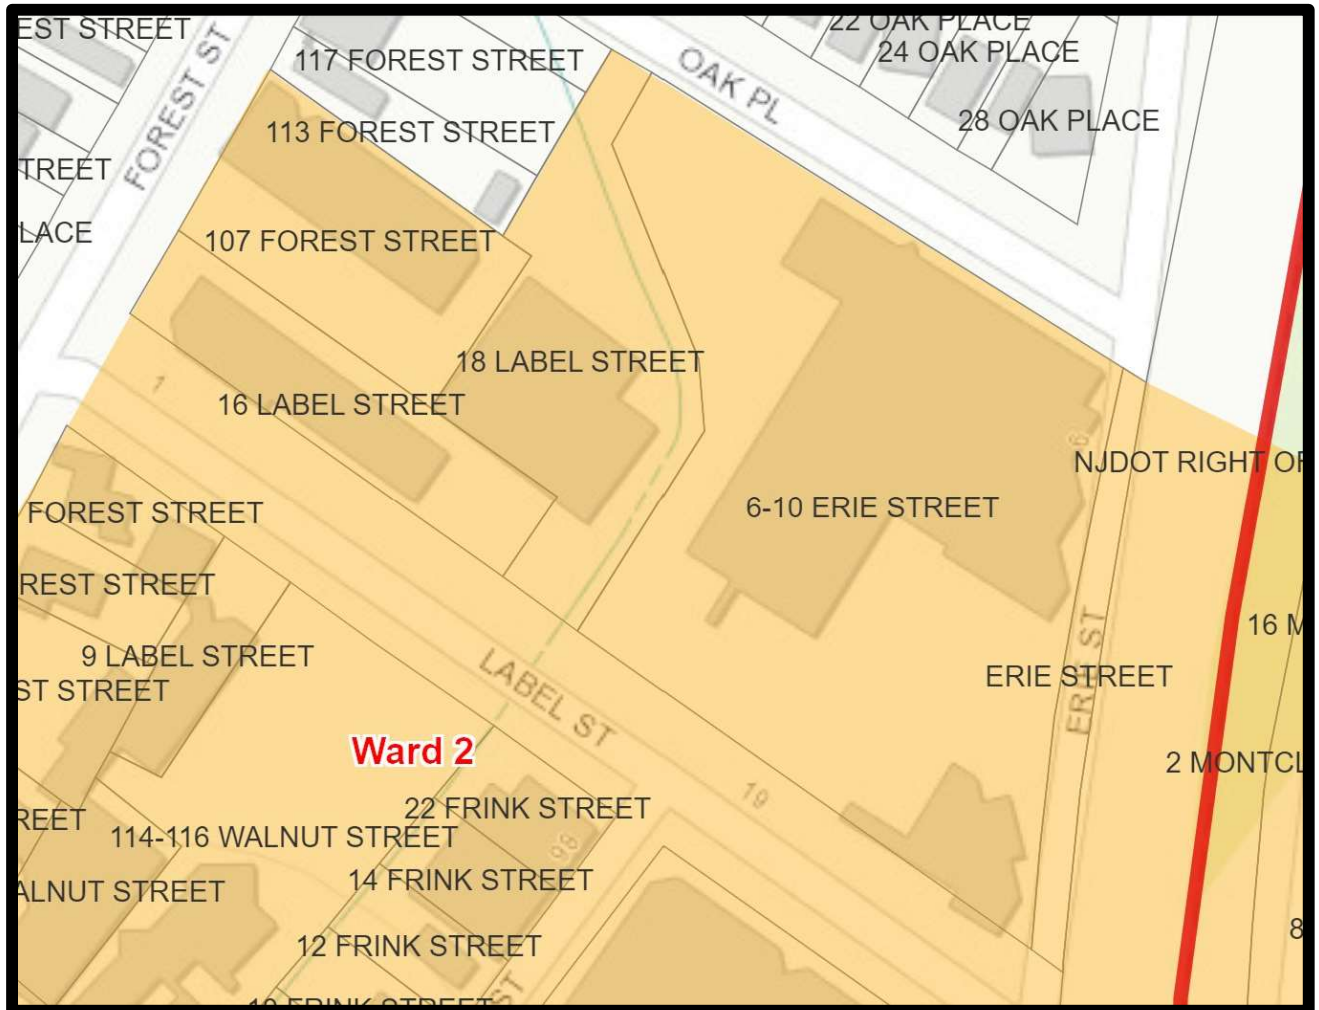 EST STREET
FOREST ST
117 FOREST STREET
22 OAK PLACE
24 OAK PLACE
OAK PL
28 OAK PLACE
113 FOREST STREET
TREET
LACE
107 FOREST STREET
18 LABEL STREET
1
16 LABEL STREET
6
NJDOT RIGHT OF
6-10 ERIE STREET
FOREST STREET
REST STREET
16 M
9 LABEL STREET
ST STREET
LABEL ST
ERIE STREET
ERIE ST
Ward 2
2 MONTCL
19
22 FRINK STREET
REET
114-116 WALNUT STREET
98
14 FRINK STREET
ALNUT STREET
12 FRINK STREET
8
10 FRINK STREET
ST